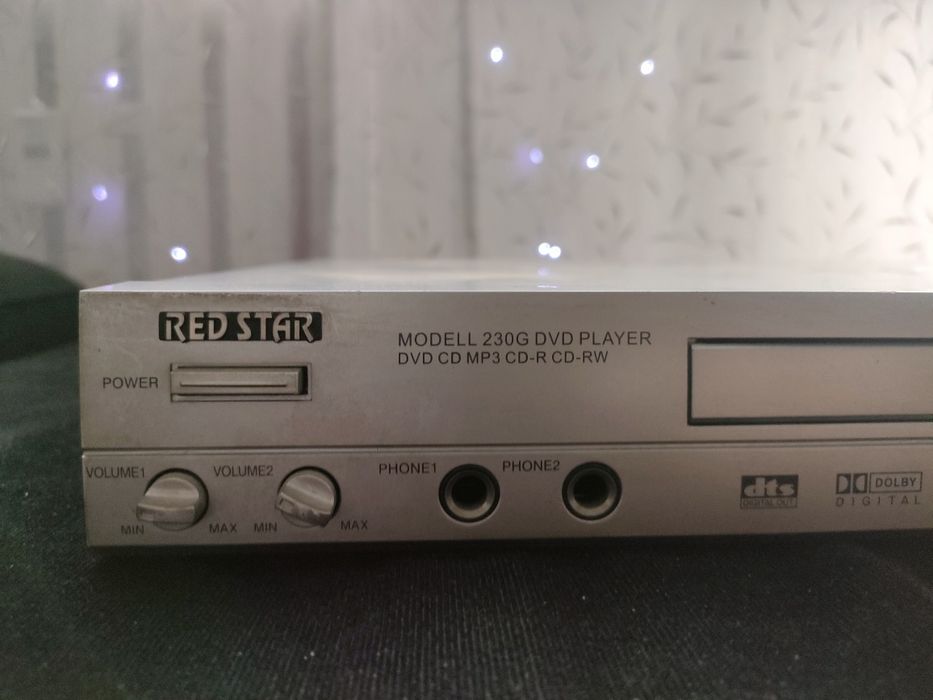 RED STAR
MODELL 230G DVD PLAYER
DVD CD MP3 CD-R CD-RW
POWER
VOLUME1
MIN
MAX
VOLUME2
MIN
MAX
PHONE1
PHONE2
dts
DIGITAL OUT
DOLBY
DIGITAL